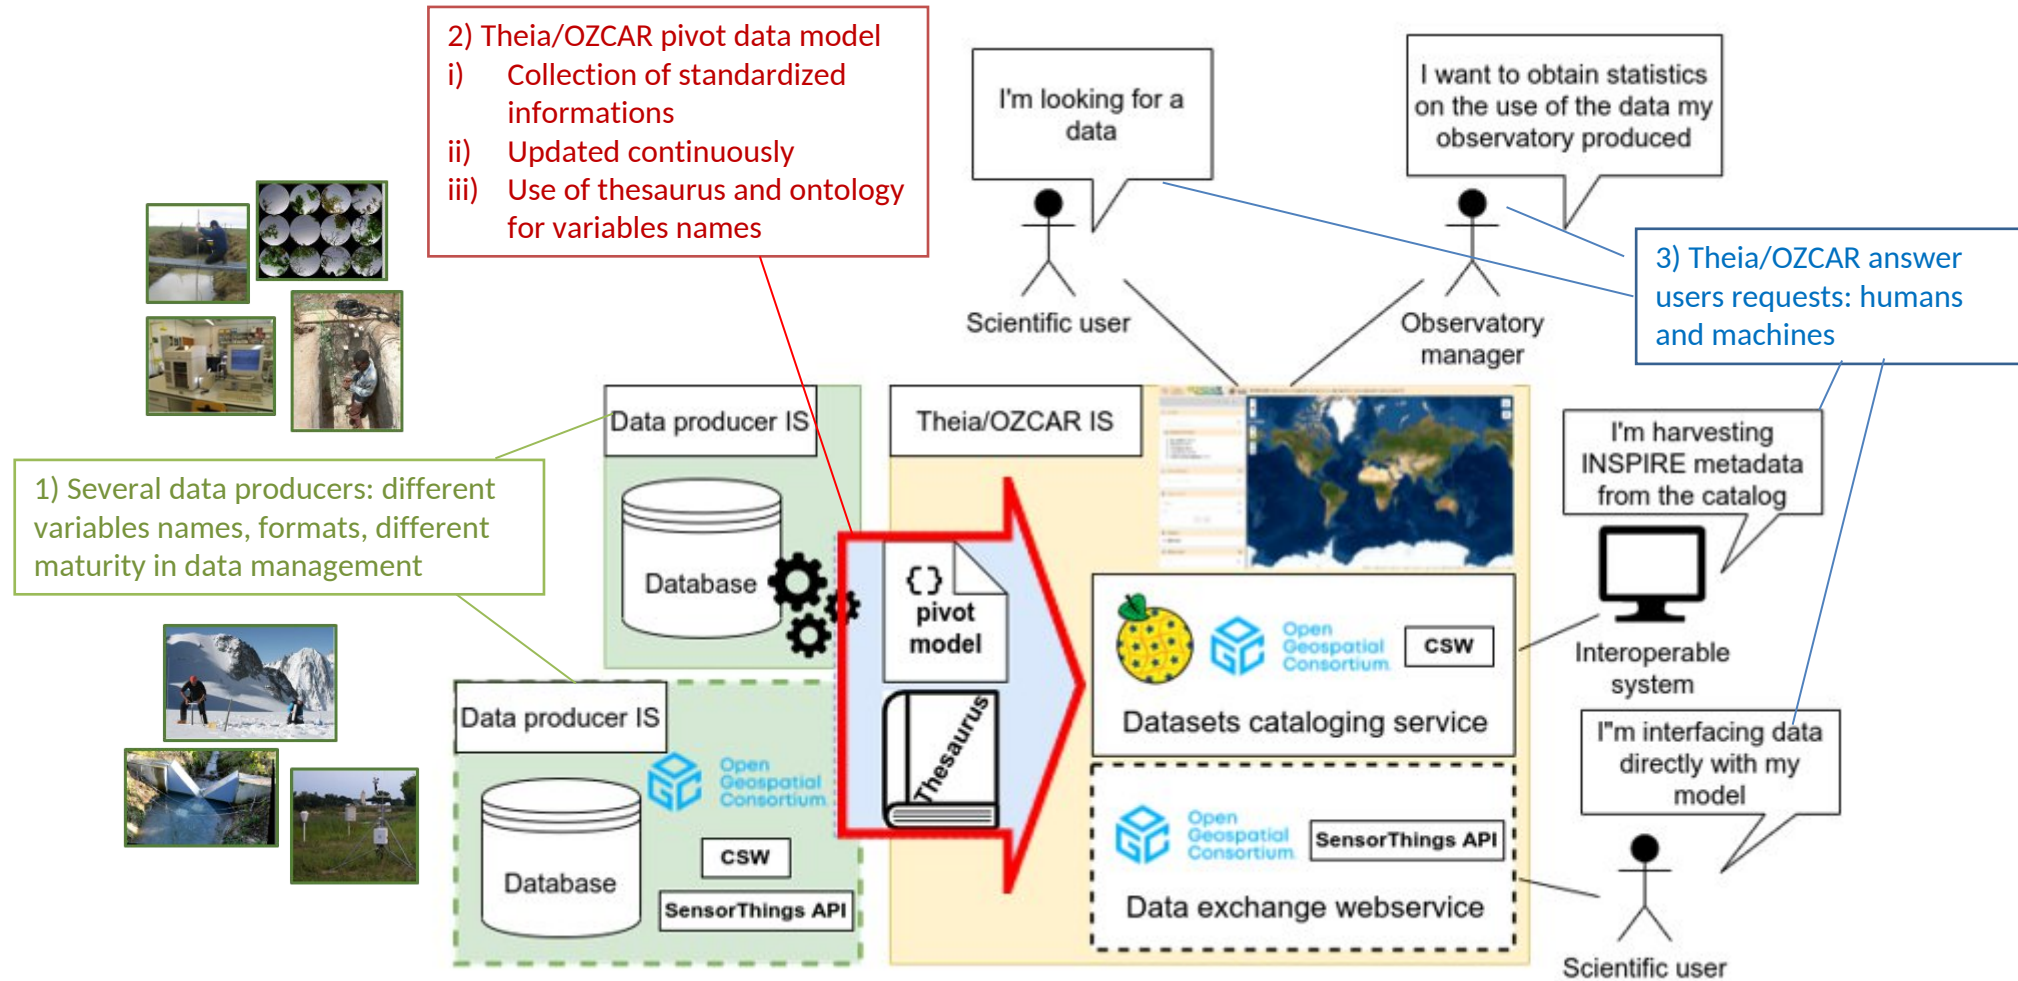 2) Theia/OZCAR pivot data model
i) Collection of standardized
informations
ii) Updated continuously
iii) Use of thesaurus and ontology
for variables names
I'm looking for a
data
I want to obtain statistics
on the use of the data my
observatory produced
Scientific user
Observatory
manager
3) Theia/OZCAR answer
users requests: humans
and machines
1) Several data producers: different
variables names, formats, different
maturity in data management
Data producer IS
Database
Data producer IS
Open
Geospatial
Consortium
Database
CSW
SensorThings API
{}
pivot
model
Thesaurus
Theia/OZCAR IS
Open
Geospatial
Consortium
CSW
Datasets cataloging service
Open
Geospatial
Consortium
SensorThings API
Data exchange webservice
I'm harvesting
INSPIRE metadata
from the catalog
Interoperable
system
I"m interfacing data
directly with my
model
Scientific user